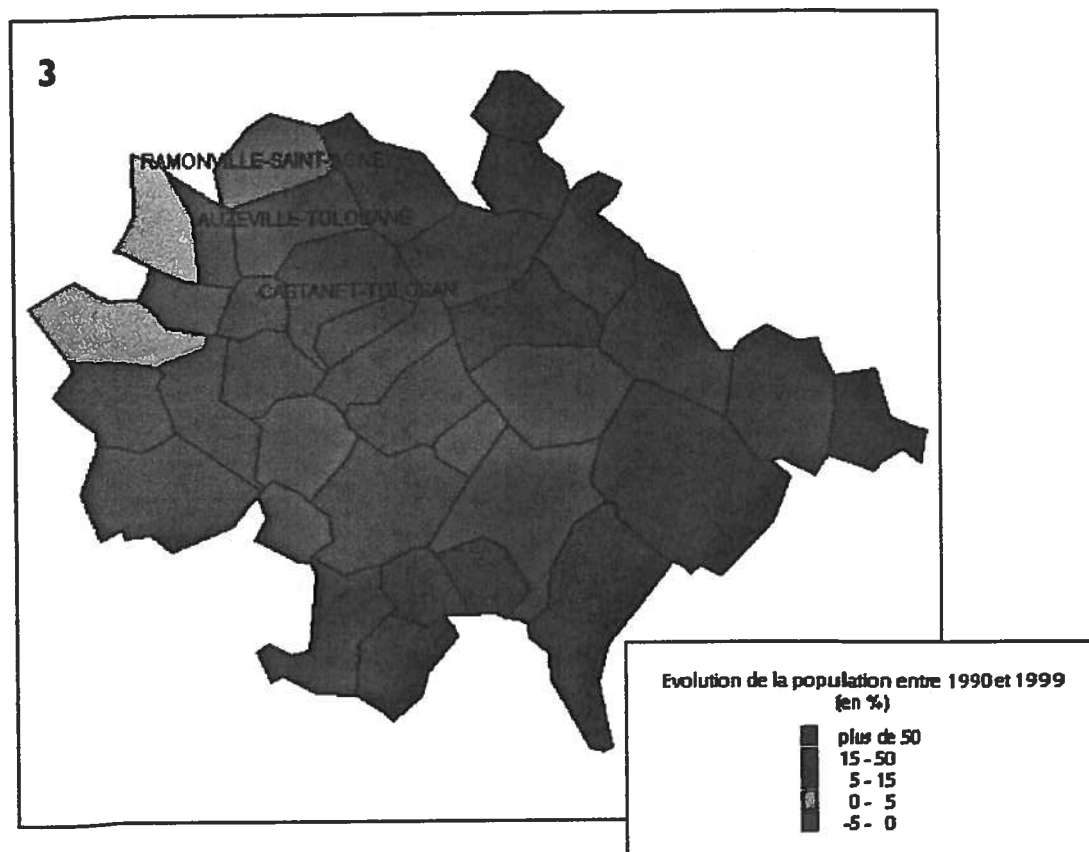 3
RAMONVILLE-SAINT-AGNE
AUZEVILLE-TOLOSANE
CASTANET-TOLOSAN
Evolution de la population entre 1990 et 1999
(en %)
plus de 50
15 - 50
5 - 15
0 - 5
-5 - 0